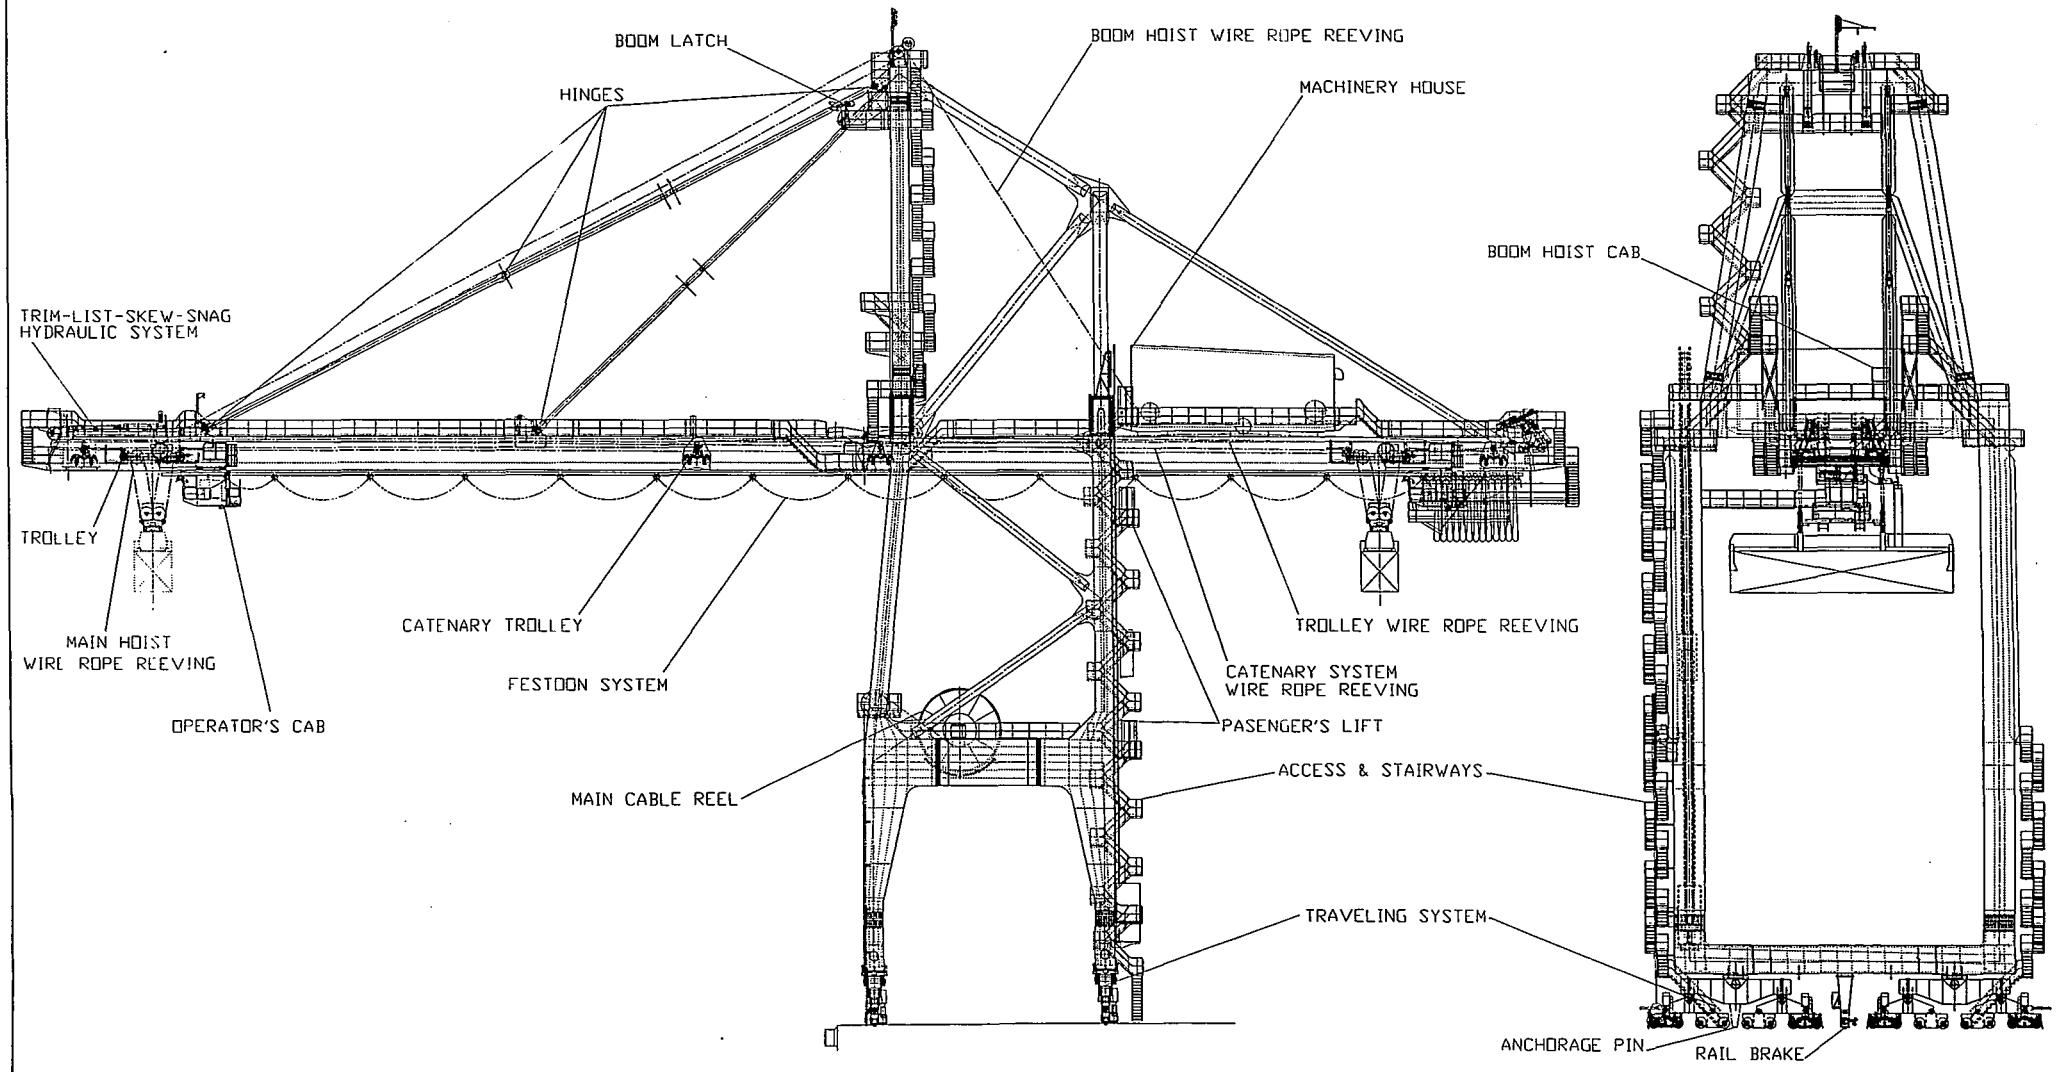 BOOM LATCH
BOOM HOIST WIRE ROPE REEVING
HINGES
MACHINERY HOUSE
BOOM HOIST CAB
TRIM-LIST-SKEW-SNAG
HYDRAULIC SYSTEM
TROLLEY
MAIN HOIST
WIRE ROPE REEVING
CATENARY TROLLEY
TROLLEY WIRE ROPE REEVING
FESTOON SYSTEM
CATENARY SYSTEM
WIRE ROPE REEVING
OPERATOR'S CAB
PASENGER'S LIFT
MAIN CABLE REEL
ACCESS & STAIRWAYS
TRAVELING SYSTEM
ANCHORAGE PIN
RAIL BRAKE